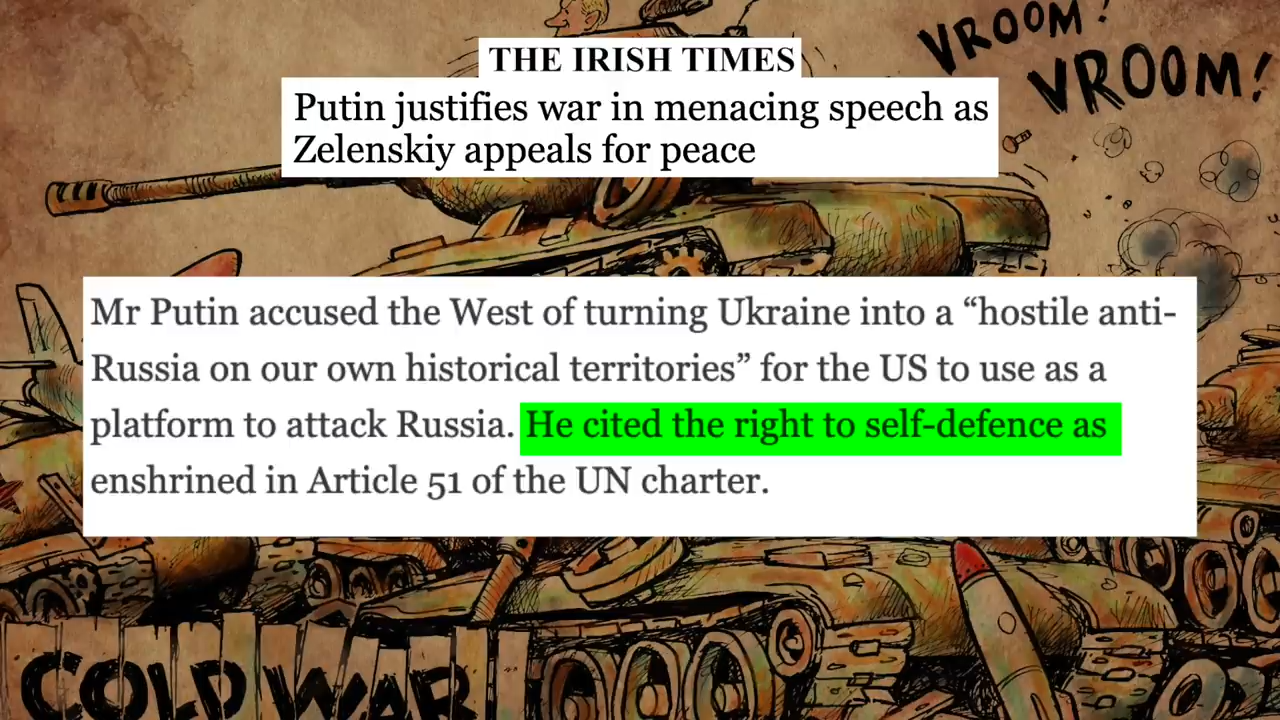 VROOM!
VROOM!
THE IRISH TIMES
Putin justifies war in menacing speech as
Zelenskiy appeals for peace
Mr Putin accused the West of turning Ukraine into a “hostile anti-
Russia on our own historical territories” for the US to use as a
platform to attack Russia. He cited the right to self-defence as
enshrined in Article 51 of the UN charter.
COLD WAR